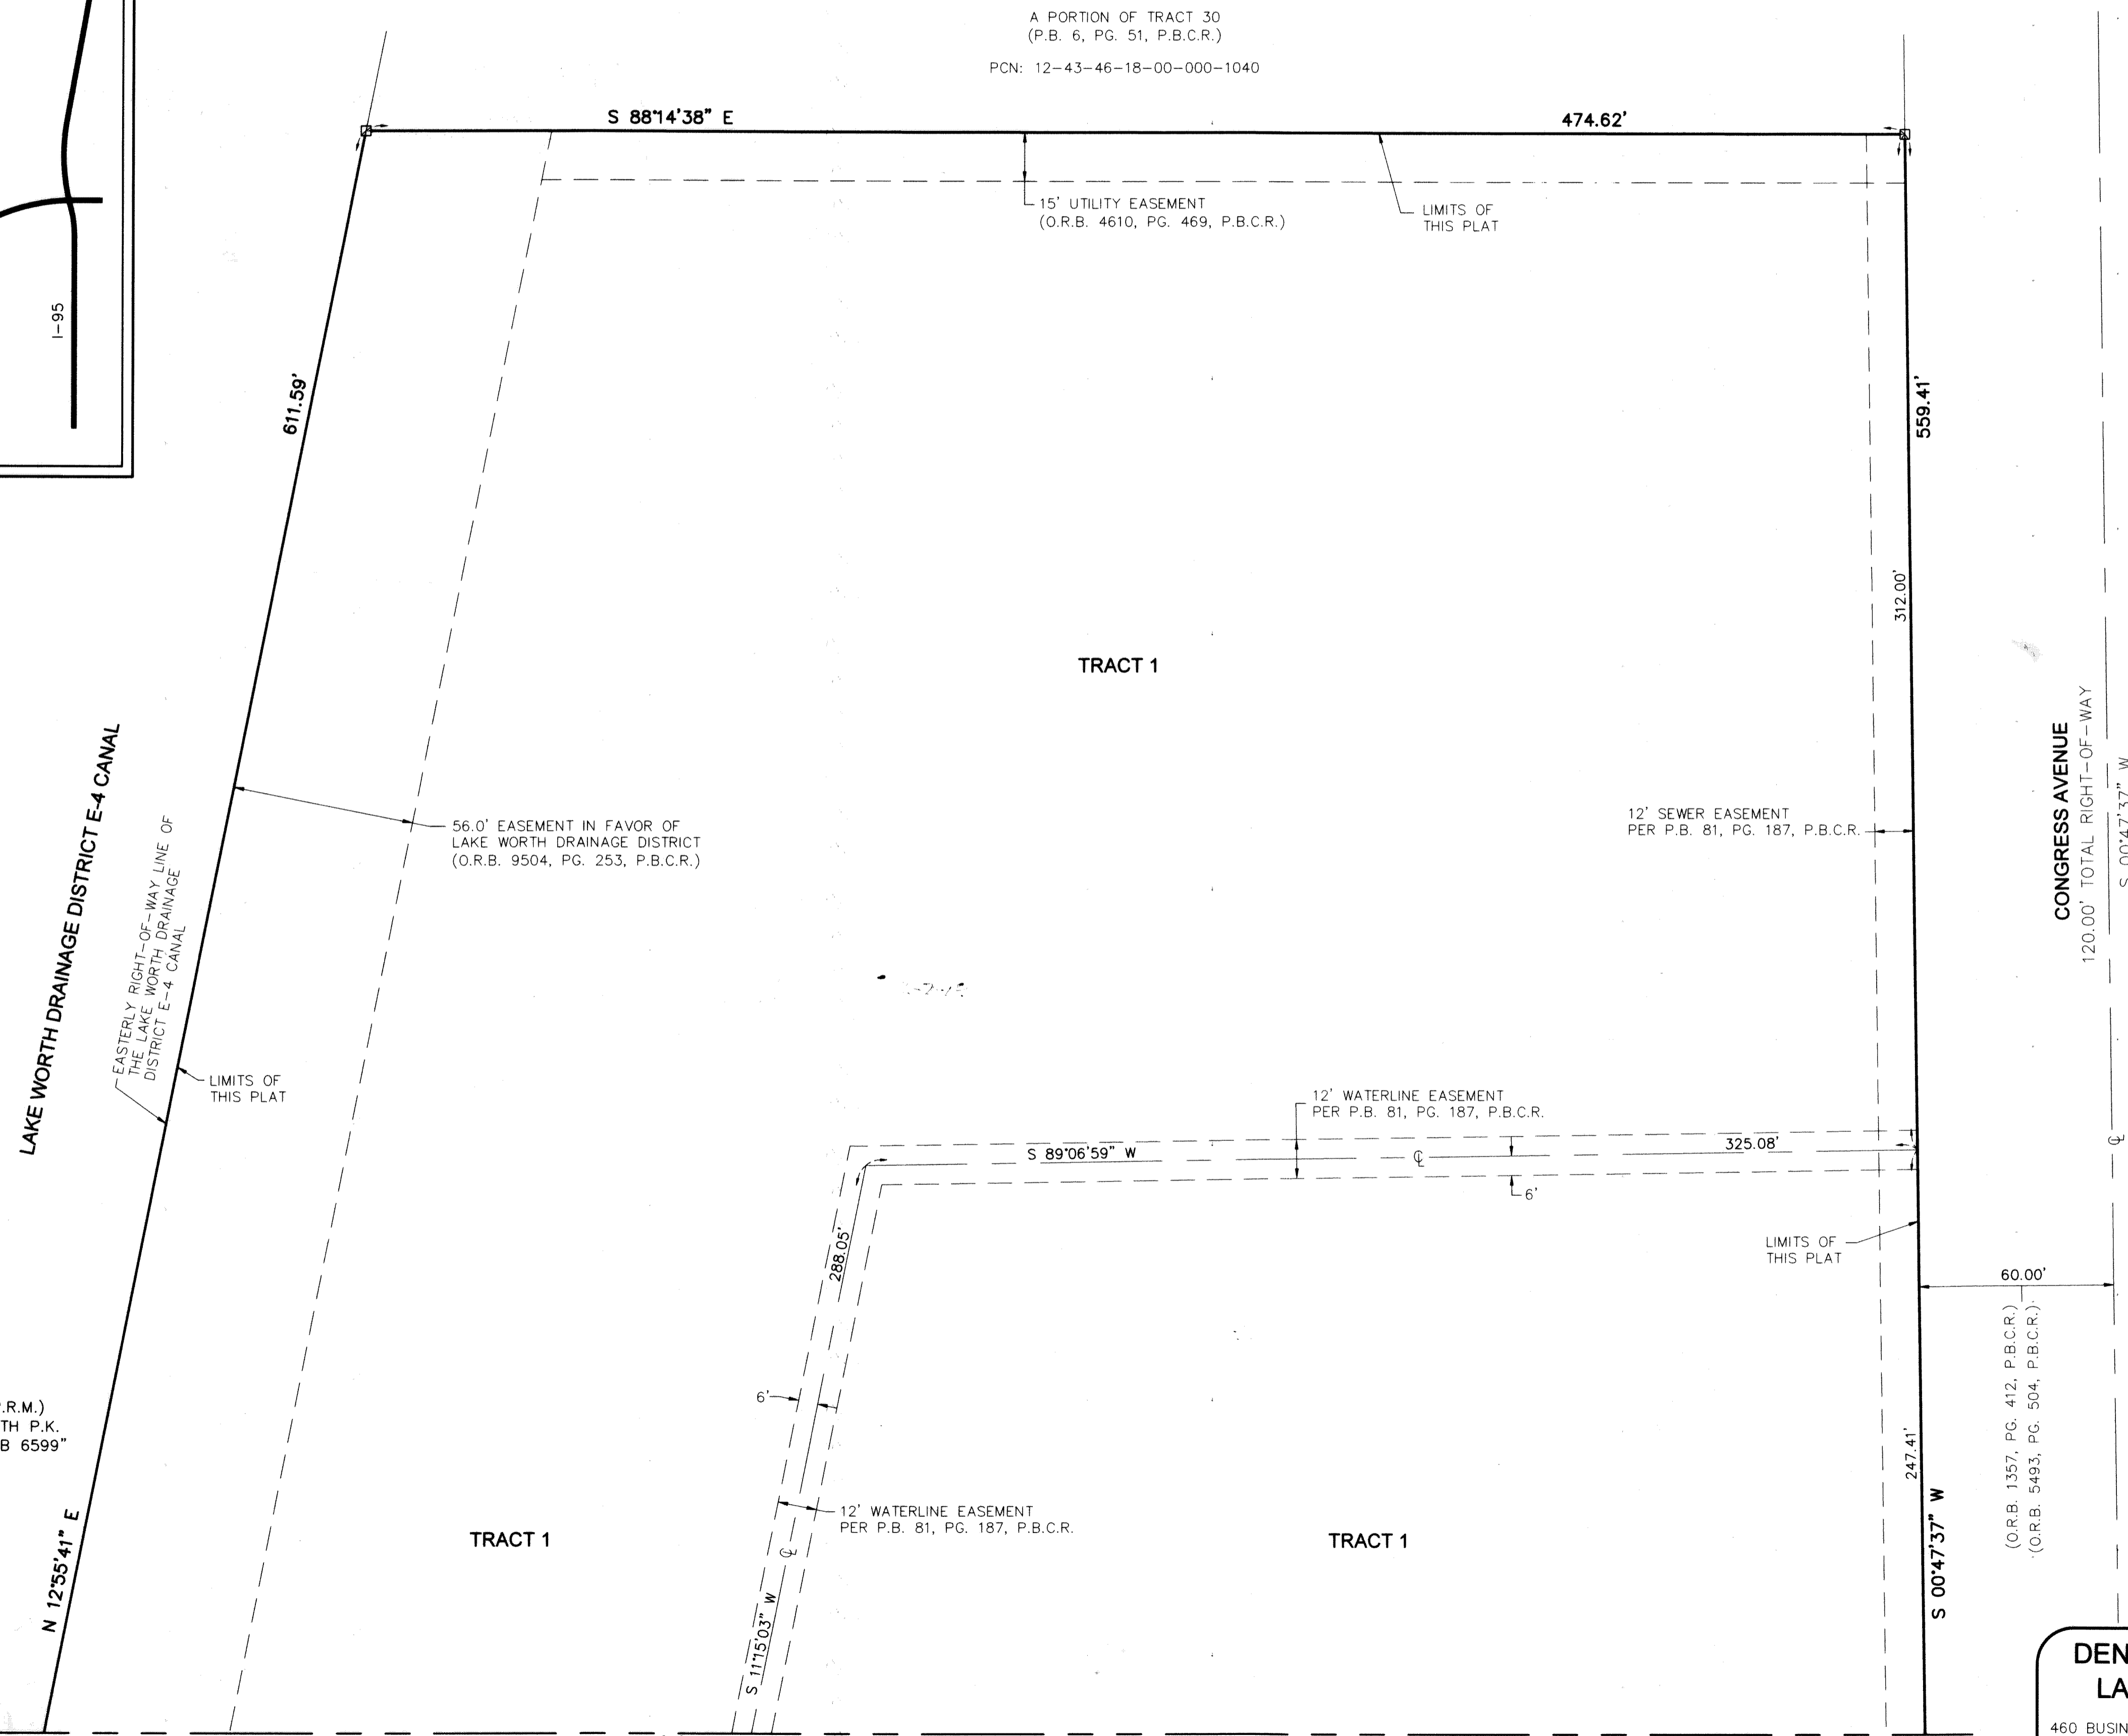 A PORTION OF TRACT 30
(P.B. 6, PG. 51, P.B.C.R.)
PCN: 12-43-46-18-00-000-1040
S 88°14'38" E
474.62'
15' UTILITY EASEMENT
(O.R.B. 4610, PG. 469, P.B.C.R.)
LIMITS OF
THIS PLAT
I-95
611.59'
559.41'
312.00'
TRACT 1
LAKE WORTH DRAINAGE DISTRICT E-4 CANAL
EASTERLY RIGHT-OF-WAY LINE OF
THE LAKE WORTH DRAINAGE
DISTRICT E-4 CANAL
56.0' EASEMENT IN FAVOR OF
LAKE WORTH DRAINAGE DISTRICT
(O.R.B. 9504, PG. 253, P.B.C.R.)
12' SEWER EASEMENT
PER P.B. 81, PG. 187, P.B.C.R.
CONGRESS AVENUE
120.00' TOTAL RIGHT-OF-WAY
S 00°47'37" W
LIMITS OF
THIS PLAT
12' WATERLINE EASEMENT
PER P.B. 81, PG. 187, P.B.C.R.
S 89°06'59" W
℄
325.08'
℄
6'
288.05'
LIMITS OF
THIS PLAT
60.00'
(O.R.B. 1357, PG. 412, P.B.C.R.)
(O.R.B. 5493, PG. 504, P.B.C.R.)
.R.M.)
TH P.K.
B 6599"
6'
247.41'
12' WATERLINE EASEMENT
PER P.B. 81, PG. 187, P.B.C.R.
N 12°55'41" E
TRACT 1
℄
S 11°15'03" W
TRACT 1
S 00°47'37" W
DEN
LA
460 BUSIN